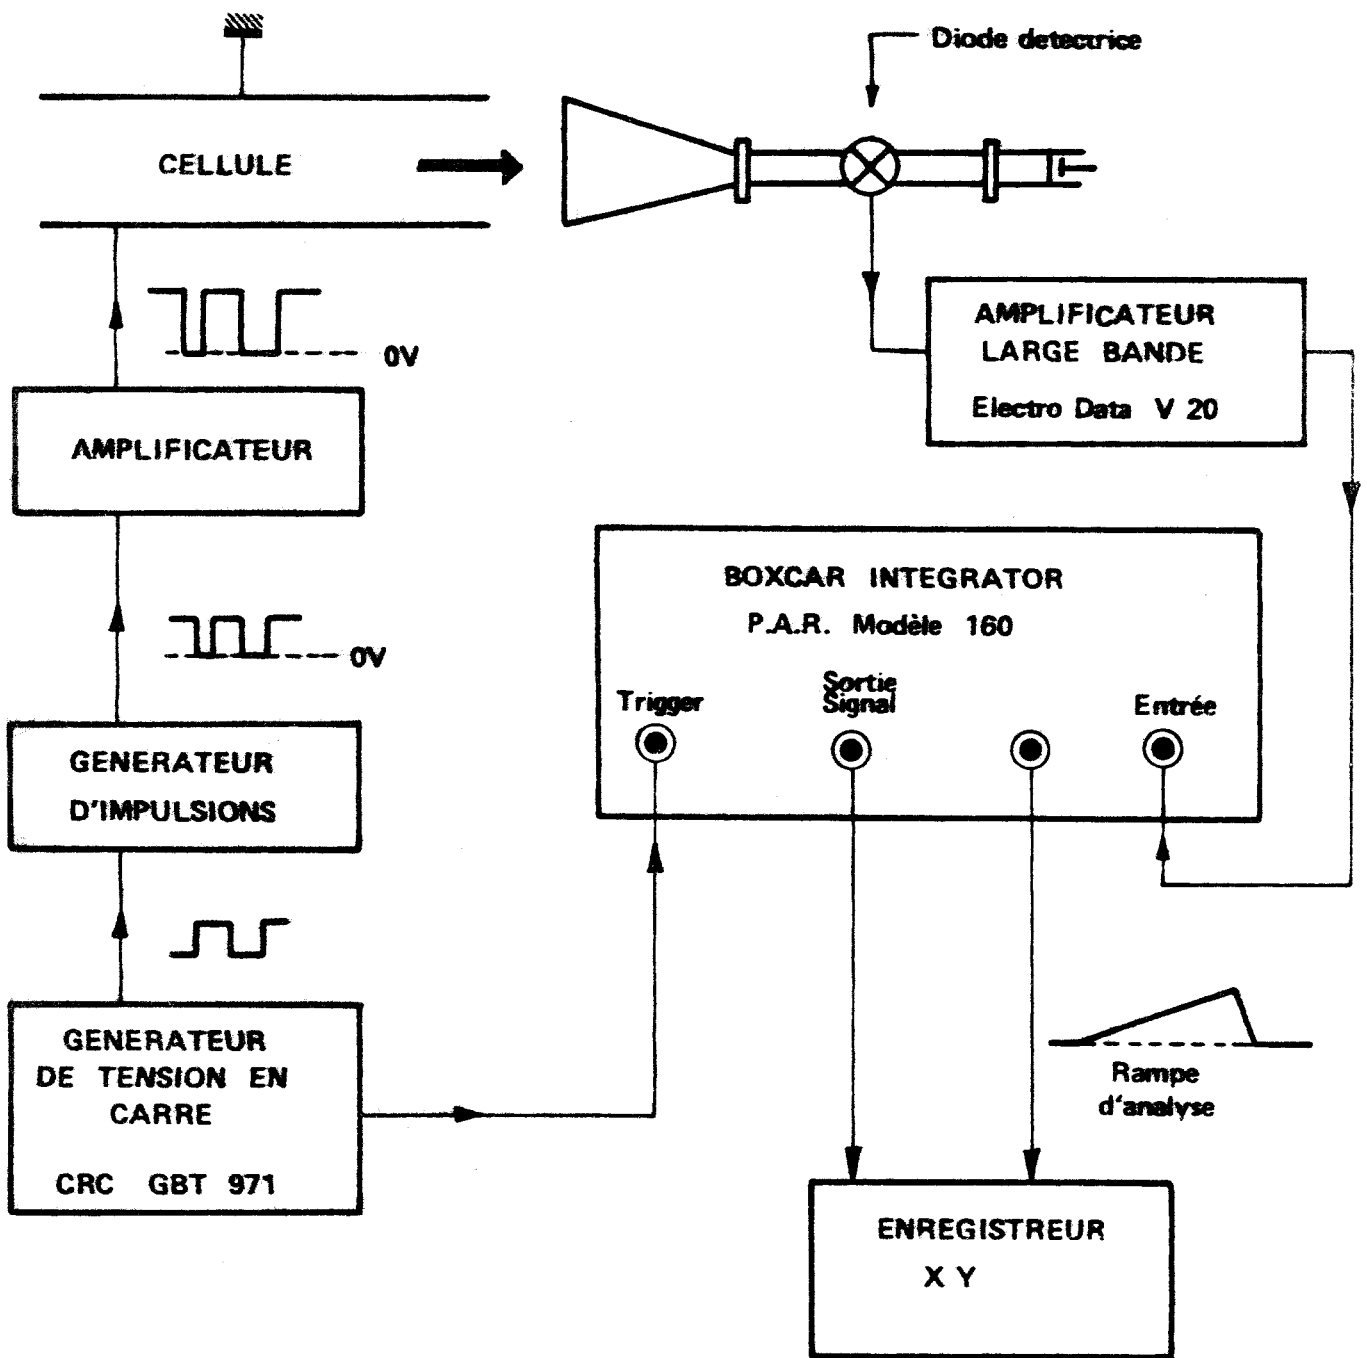 Diode detectrice
CELLULE
0V
AMPLIFICATEUR
LARGE BANDE
Electro Data V 20
AMPLIFICATEUR
BOXCAR INTEGRATOR
P.A.R. Modèle 160
0V
Trigger
Sortie
Signal
Entrée
GENERATEUR
D'IMPULSIONS
GENERATEUR
DE TENSION EN
CARRE
CRC GBT 971
Rampe
d'analyse
ENREGISTREUR
X Y